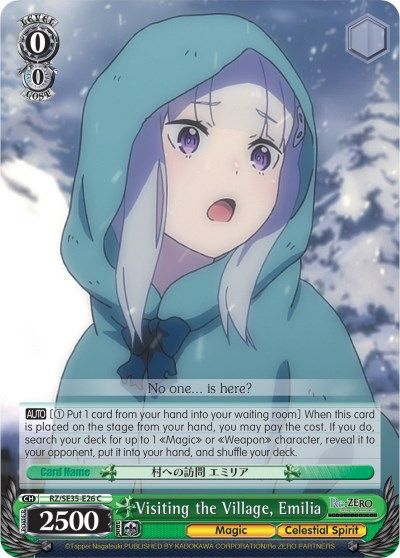 LEVEL
0
0
COST
No one... is here?
AUTO [① Put 1 card from your hand into your waiting room] When this card
is placed on the stage from your hand, you may pay the cost. If you do,
search your deck for up to 1 «Magic» or «Weapon» character, reveal it to
your opponent, put it into your hand, and shuffle your deck.
Card Name 村への訪問 エミリア
CH RZ/SE35-E26 C
Visiting the Village, Emilia Re:ZERO
POWER 2500 SOUL
Magic Celestial Spirit
©Tappei Nagatsuki,PUBLISHED BY KADOKAWA CORPORATION/Re:ZERO PARTNERS